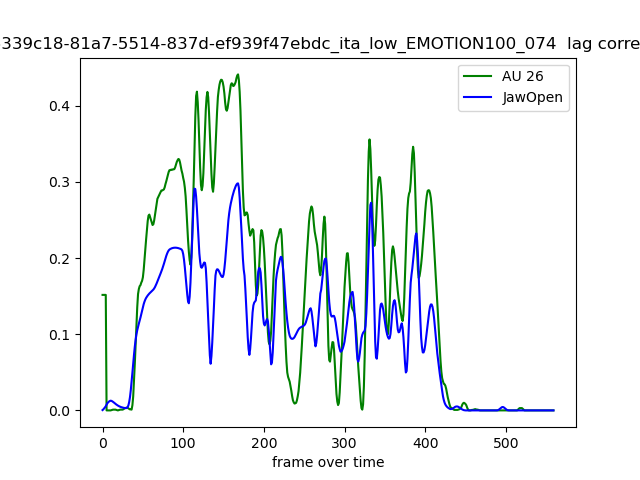 339c18-81a7-5514-837d-ef939f47ebdc_ita_low_EMOTION100_074  lag corre
AU 26
JawOpen
0.4
0.3
0.2
0.1
0.0
0 100 200 300 400 500
frame over time